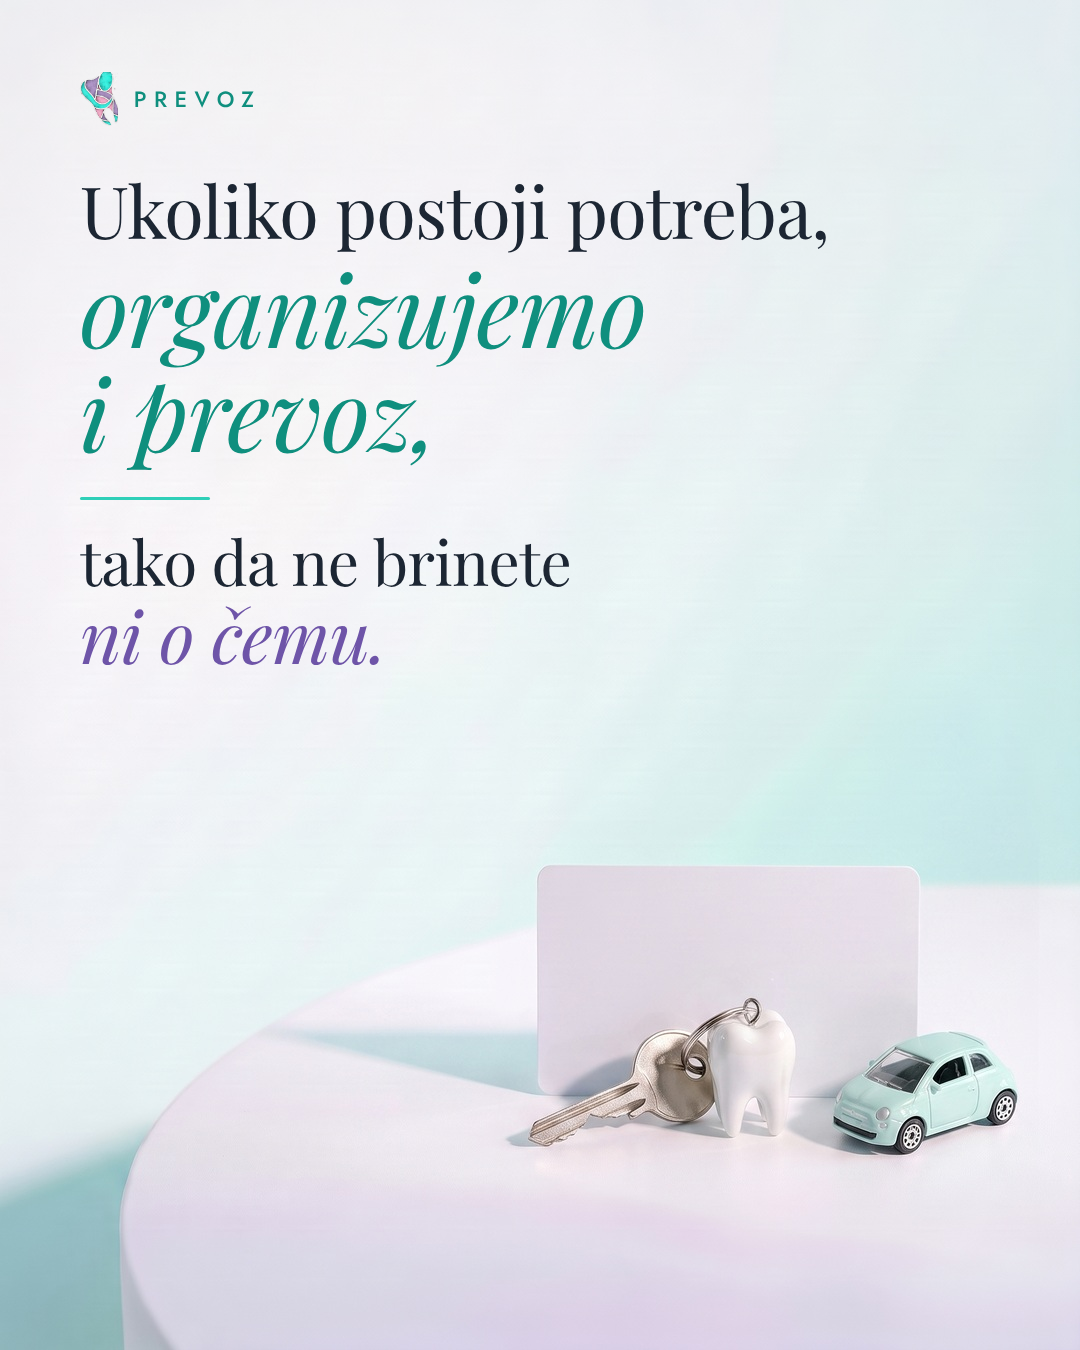 PREVOZ
Ukoliko postoji potreba,
organizujemo
i prevoz,
tako da ne brinete
ni o čemu.